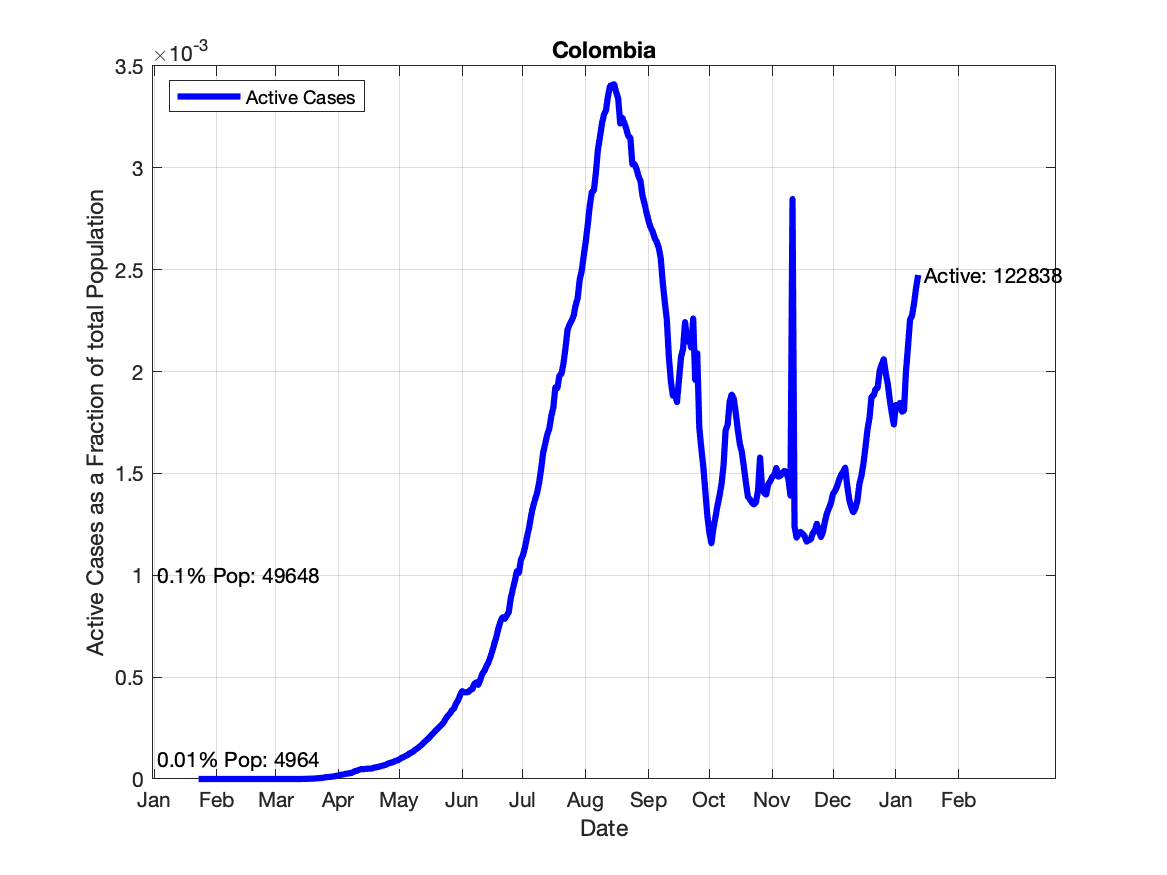 Colombia
×10-3
3.5
3
2.5
2
1.5
1
0.5
0
Active Cases
Active: 122838
0.1% Pop: 49648
0.01% Pop: 4964
Active Cases as a Fraction of total Population
Jan Feb Mar Apr May Jun Jul Aug Sep Oct Nov Dec Jan Feb
Date